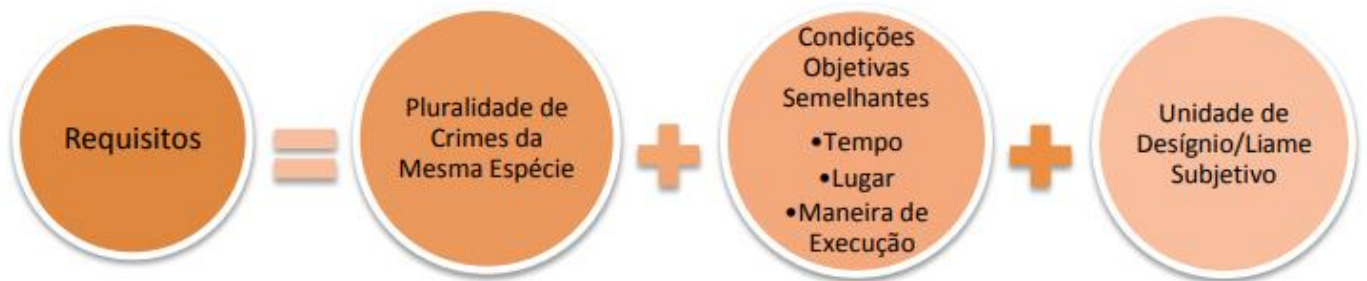 Requisitos
Pluralidade de
Crimes da
Mesma Espécie
Condições
Objetivas
Semelhantes
•Tempo
•Lugar
•Maneira de
Execução
Unidade de
Desígnio/Liame
Subjetivo